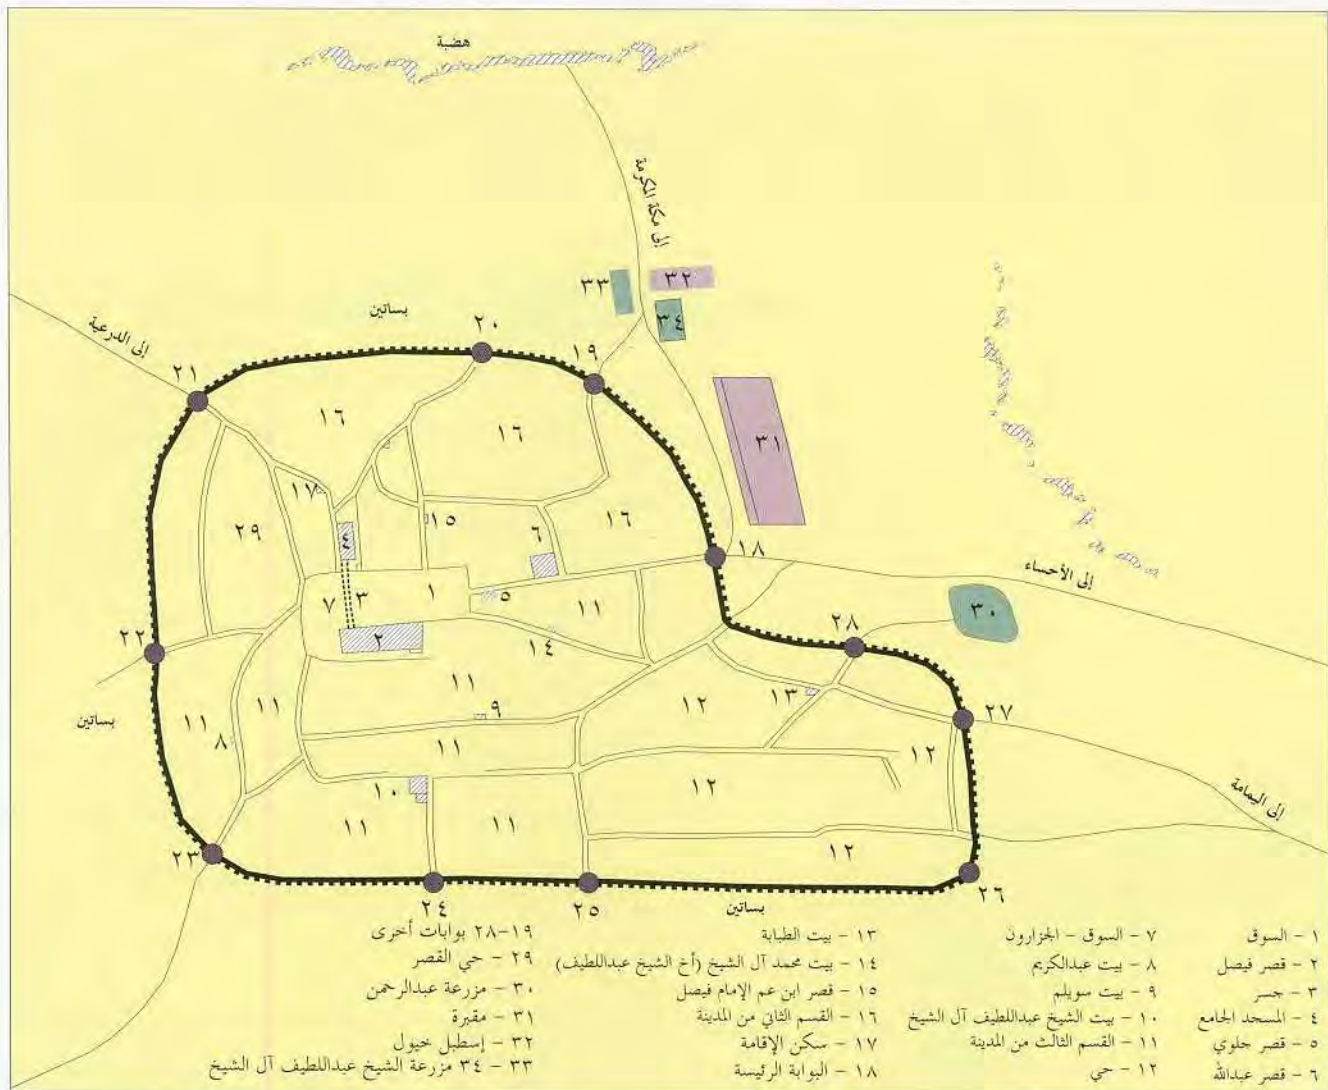 هضبة
إلى مكة المكرمة
٣٣
٣٢
٣٤
بساتين
إلى الدرعية
٢٠
١٩
٢١
١٦
١٦
٣١
١٧
٢٩
١٥
٦
١٦
١٨
٤
إلى الأحساء
٧
٣
١
٥
١١
٣٠
٢
١٤
٢٨
٢٢
١١
١١
١١
٨
٩
١٢
١٣
٢٧
بساتين
١١
١٢
١٢
إلى اليمامة
١٠
١١
١١
١٢
٢٣
٢٤
٢٥
٢٦
بساتين
١ - السوق
٢ - قصر فيصل
٣ - جسر
٤ - المسجد الجامع
٥ - قصر جلوي
٦ - قصر عبدالله
٧ - السوق - الجزارون
٨ - بيت عبدالكريم
٩ - بيت سويلم
١٠ - بيت الشيخ عبداللطيف آل الشيخ
١١ - القسم الثالث من المدينة
١٢ - حي
١٣ - بيت الطبابة
١٤ - بيت محمد آل الشيخ (أخ الشيخ عبداللطيف)
١٥ - قصر ابن عم الإمام فيصل
١٦ - القسم الثاني من المدينة
١٧ - سكن الإقامة
١٨ - البوابة الرئيسة
١٩-٢٨ بوابات أخرى
٢٩ - حي القصر
٣٠ - مزرعة عبدالرحمن
٣١ - مقبرة
٣٢ - إسطبل خيول
٣٣ - ٣٤ مزرعة الشيخ عبداللطيف آل الشيخ